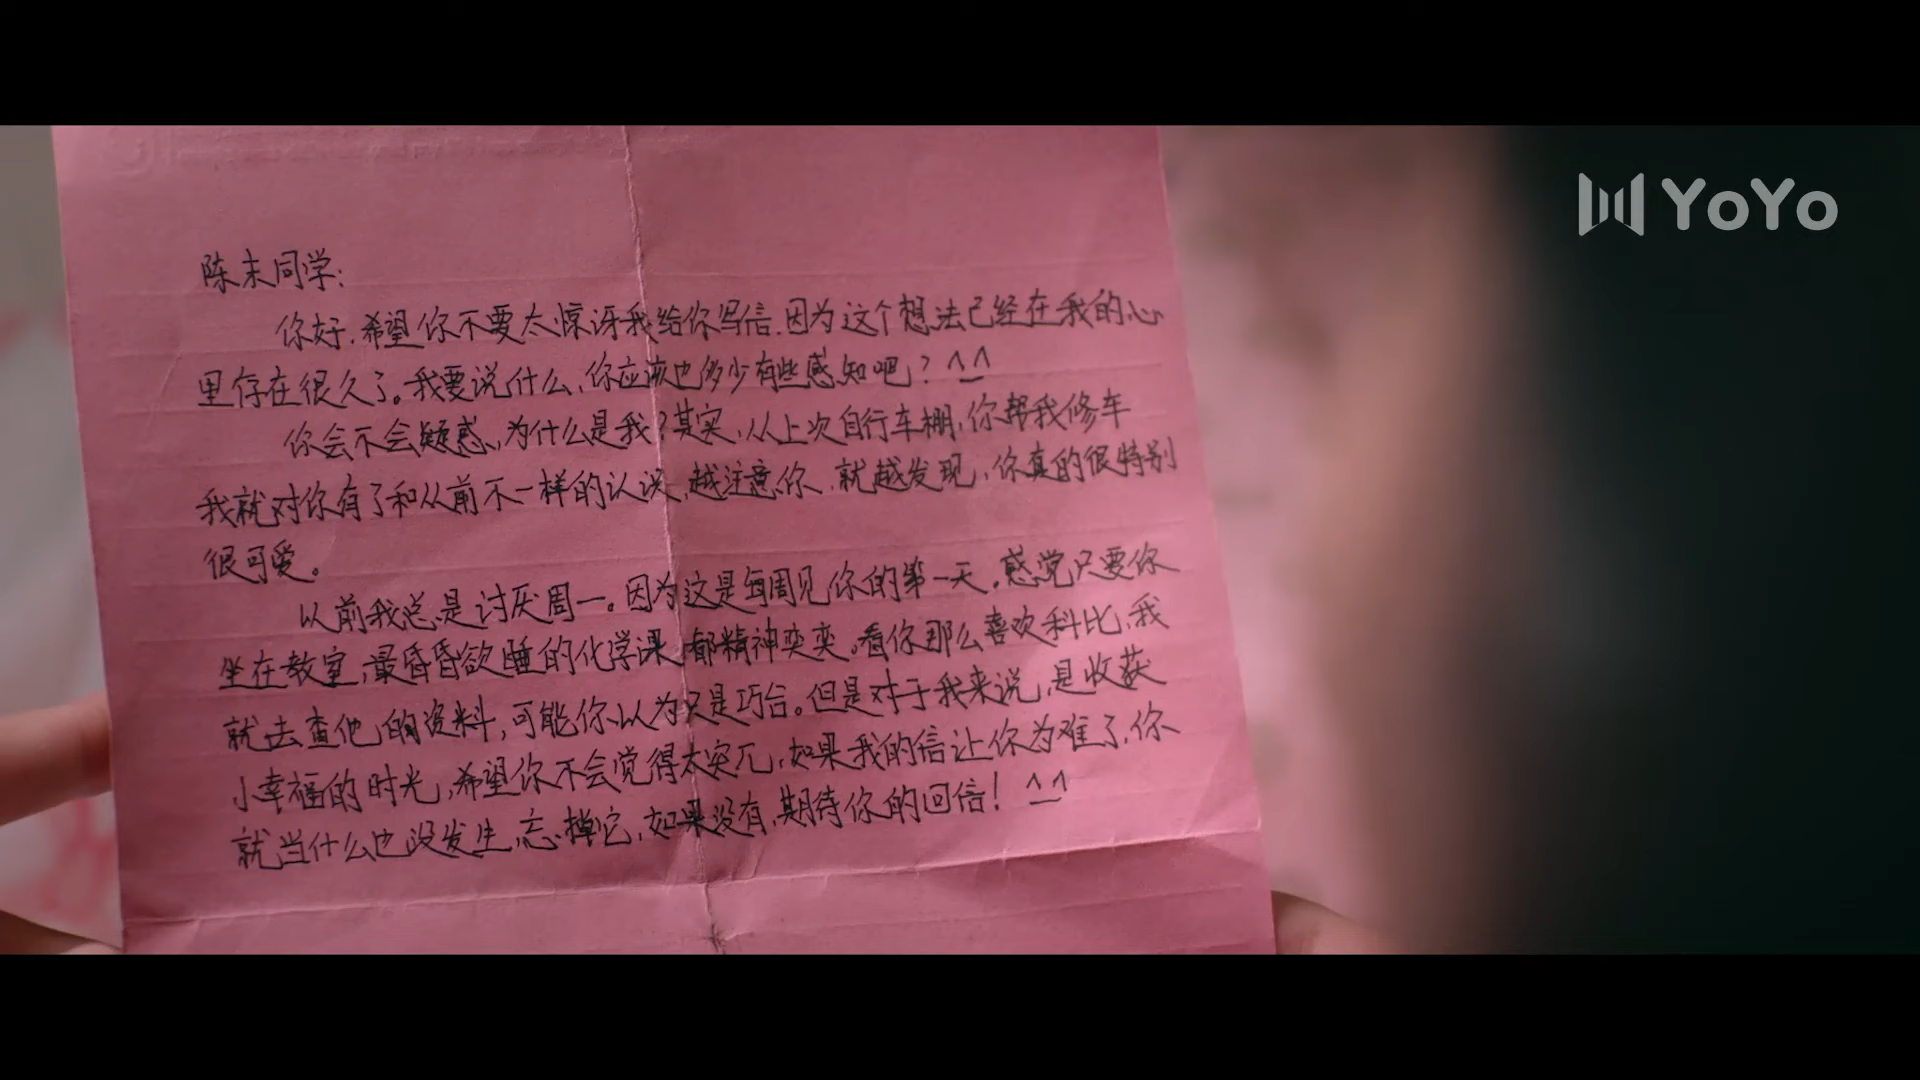 YoYo
陈末同学：
你好，希望你不要太惊讶我给你写信，因为这个想法已经在我的心
里存在很久了。我要说什么，你应该也多少有些感知吧？^_^
你会不会疑惑，为什么是我？其实，从上次自行车棚，你帮我修车
我就对你有了和从前不一样的认识，越注意你，就越发现，你真的很特别
很可爱。
以前我总是讨厌周一。因为这是每周见你的第一天。感觉只要你
坐在教室，最昏昏欲睡的化学课，都精神奕奕。看你那么喜欢科比，我
就去查他的资料，可能你以为只是巧合。但是对于我来说，是收获
小幸福的时光，希望你不会觉得太突兀，如果我的信让你为难了，你
就当什么也没发生，忘掉它，如果没有，期待你的回信！^_^